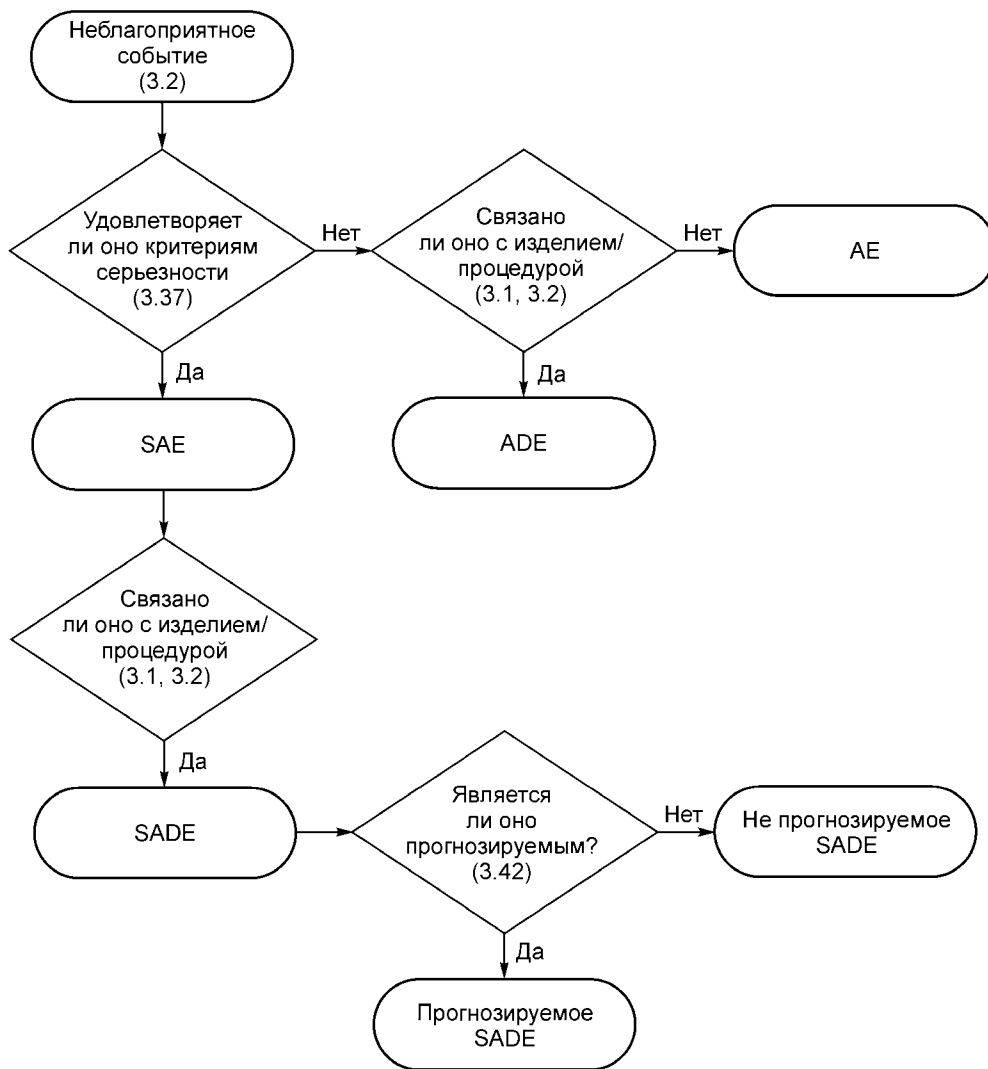 Неблагоприятное
событие
(3.2)
Удовлетворяет
ли оно критериям
серьезности
(3.37)
Нет
Связано
ли оно с изделием/
процедурой
(3.1, 3.2)
Нет
AE
Да
Да
SAE
ADE
Связано
ли оно с изделием/
процедурой
(3.1, 3.2)
Да
SADE
Является
ли оно
прогнозируемым?
(3.42)
Нет
Не прогнозируемое
SADE
Да
Прогнозируемое
SADE